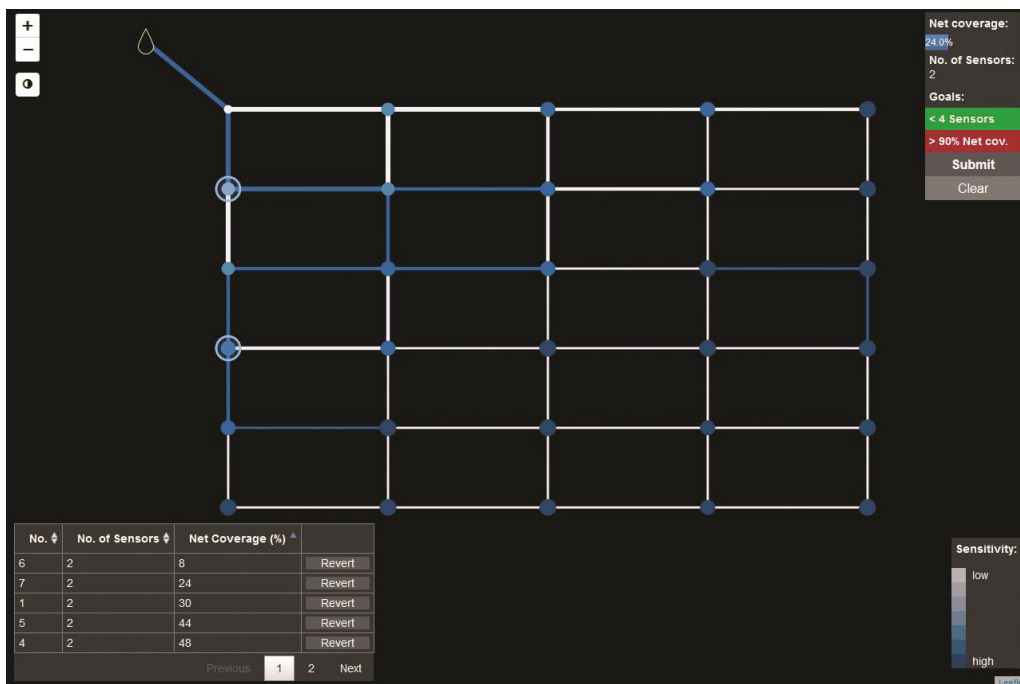 +
−
Net coverage:
24.0%
No. of Sensors:
2
Goals:
< 4 Sensors
> 90% Net cov.
Submit
Clear
No. No. of Sensors Net Coverage (%)
6 2 8 Revert
7 2 24 Revert
1 2 30 Revert
5 2 44 Revert
4 2 48 Revert
Previous 1 2 Next
Sensitivity:
low
high